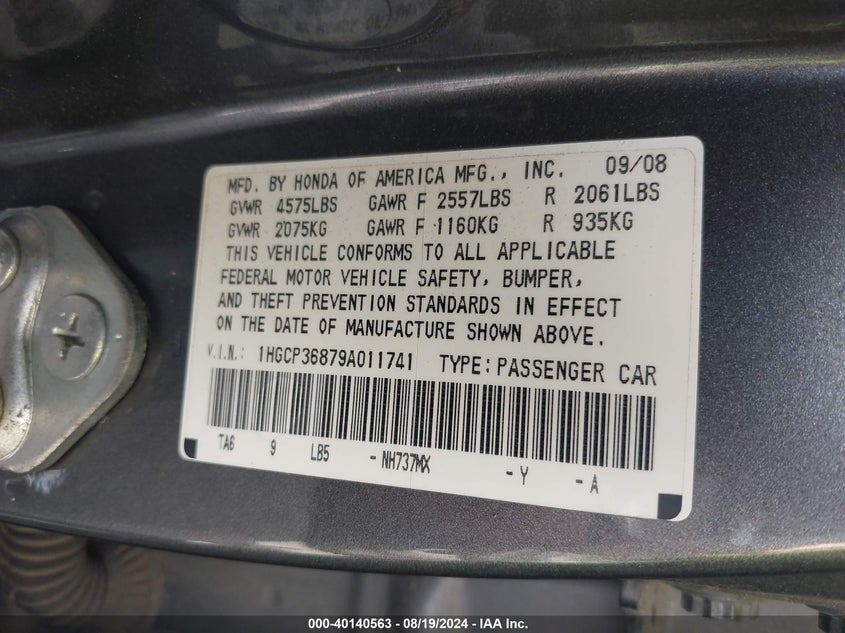 MFD. BY HONDA OF AMERICA MFG., INC. 09/08
GVWR 4575LBS GAWR F 2557LBS R 2061LBS
GVWR 2075KG GAWR F 1160KG R 935KG
THIS VEHICLE CONFORMS TO ALL APPLICABLE
FEDERAL MOTOR VEHICLE SAFETY, BUMPER,
AND THEFT PREVENTION STANDARDS IN EFFECT
ON THE DATE OF MANUFACTURE SHOWN ABOVE.
V.I.N.: 1HGCP36879A011741 TYPE: PASSENGER CAR
TA6 9 LB5 - NH737MX - Y - A
000-40140563 - 08/19/2024 - IAA Inc.